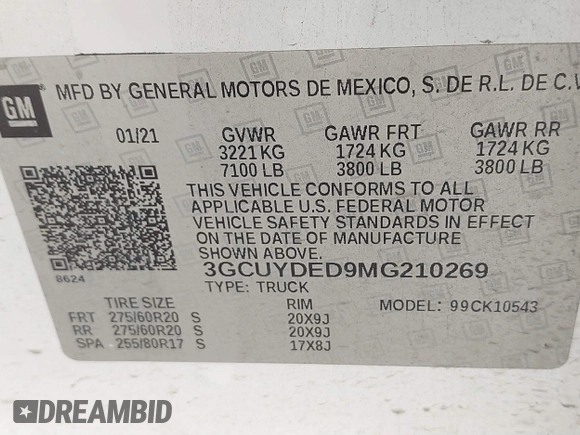 GM
MFD BY GENERAL MOTORS DE MEXICO, S. DE R.L. DE C.V
01/21 GVWR GAWR FRT GAWR RR
3221 KG 1724 KG 1724 KG
7100 LB 3800 LB 3800 LB
THIS VEHICLE CONFORMS TO ALL
APPLICABLE U.S. FEDERAL MOTOR
VEHICLE SAFETY STANDARDS IN EFFECT
ON THE DATE OF MANUFACTURE
SHOWN ABOVE.
8624
3GCUYDED9MG210269
TYPE: TRUCK MODEL: 99CK10543
TIRE SIZE RIM
FRT 275/60R20 S 20X9J
RR 275/60R20 S 20X9J
SPA 255/80R17 S 17X8J
DREAMBID